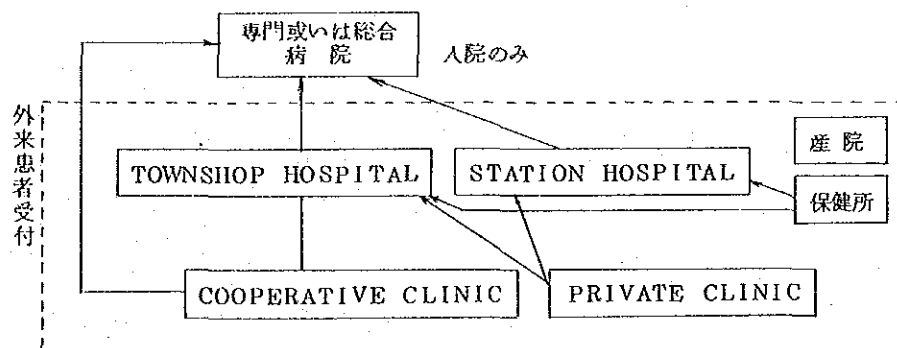 専門或いは総合
病院
入院のみ
外来患者受付
産院
TOWNSHOP HOSPITAL
STATION HOSPITAL
保健所
COOPERATIVE CLINIC
PRIVATE CLINIC